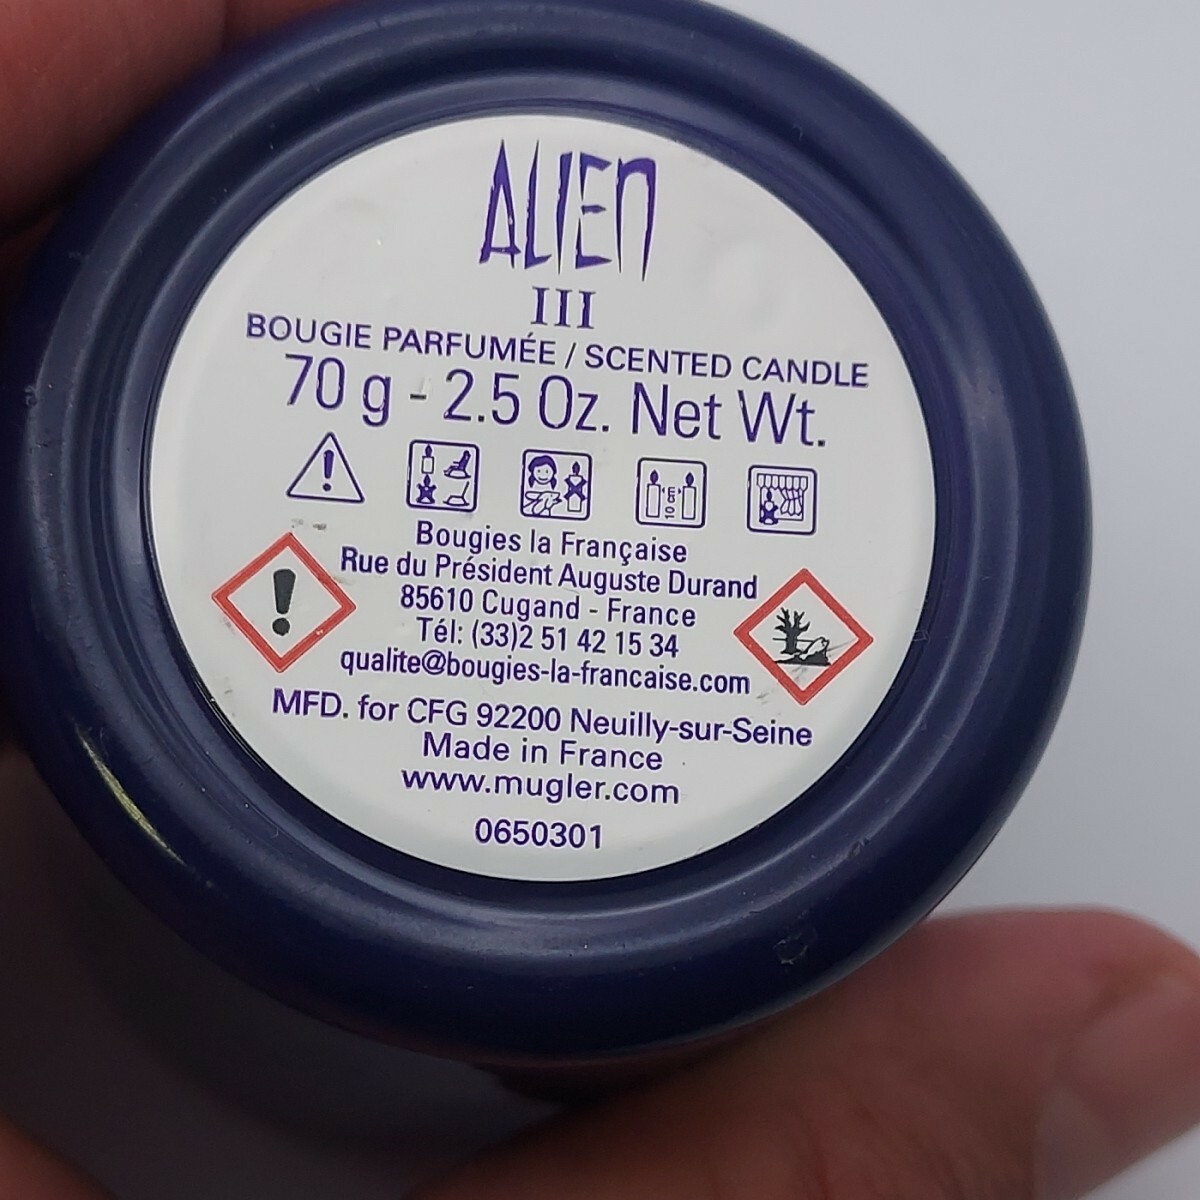 ALIEN
III
BOUGIE PARFUMÉE / SCENTED CANDLE
70 g - 2.5 Oz. Net Wt.
10 cm
Bougies la Française
Rue du Président Auguste Durand
85610 Cugand - France
Tél: (33)2 51 42 15 34
qualite@bougies-la-francaise.com
MFD. for CFG 92200 Neuilly-sur-Seine
Made in France
www.mugler.com
0650301